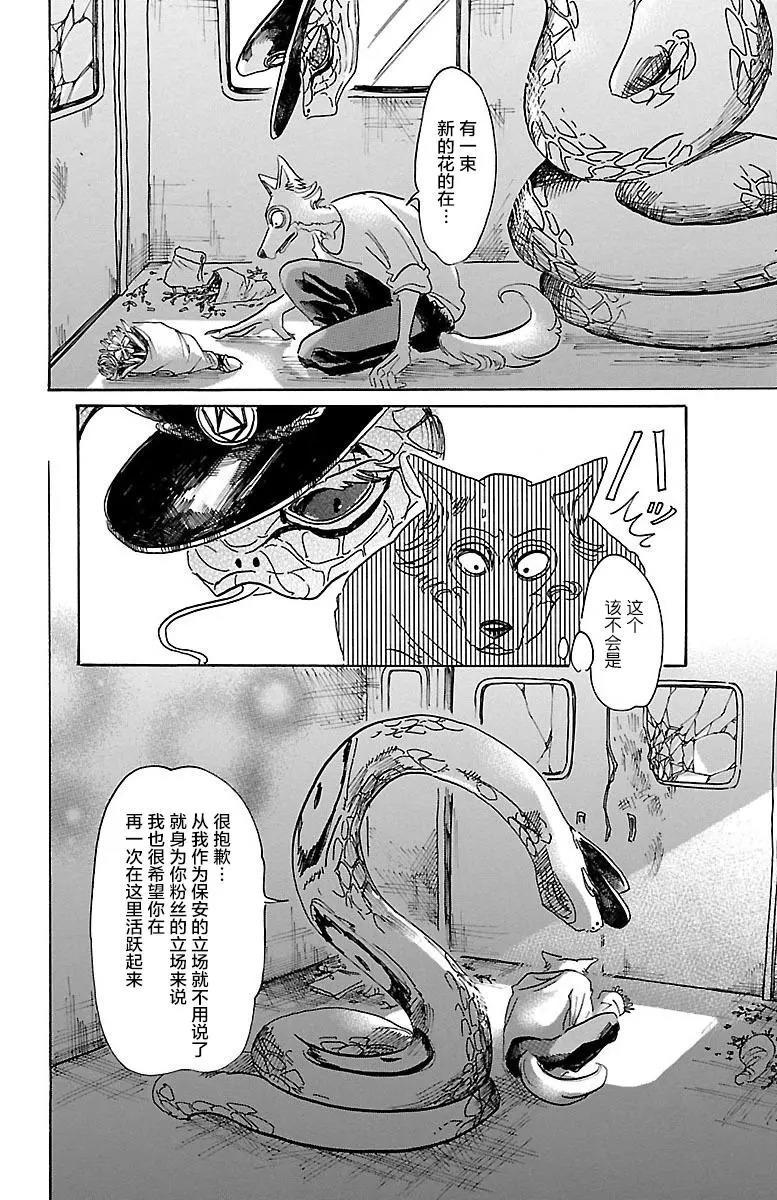 有一束
新的花的在…
バ
ッ
这个
该不会是
很抱歉…
从我作为保安的立场就不用说了
就身为你粉丝的立场来说
我也很希望你在
再一次在这里活跃起来